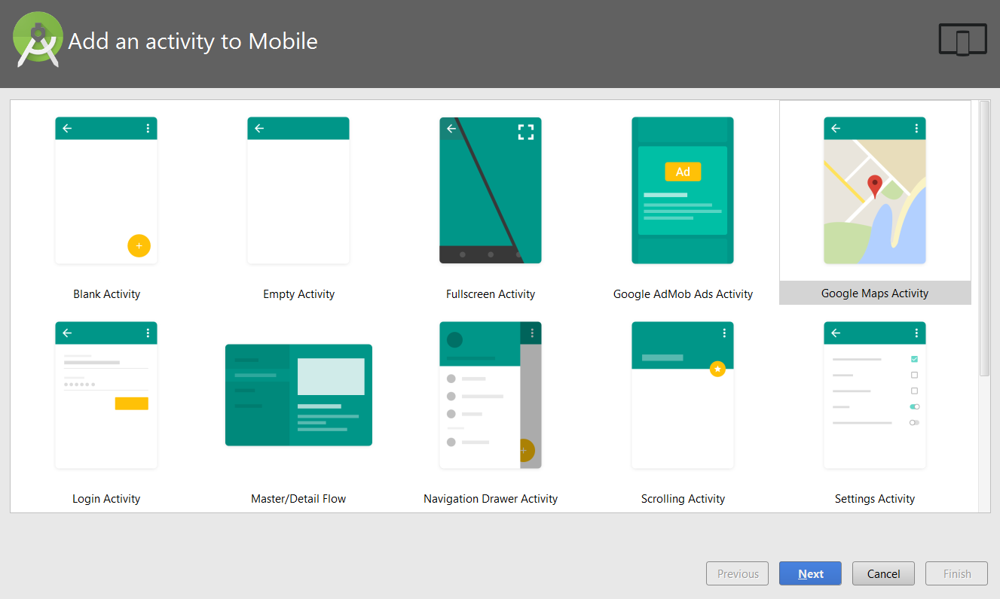 Add an activity to Mobile
Ad
Blank Activity
Empty Activity
Fullscreen Activity
Google AdMob Ads Activity
Google Maps Activity
Login Activity
Master/Detail Flow
Navigation Drawer Activity
Scrolling Activity
Settings Activity
Previous
Next
Cancel
Finish